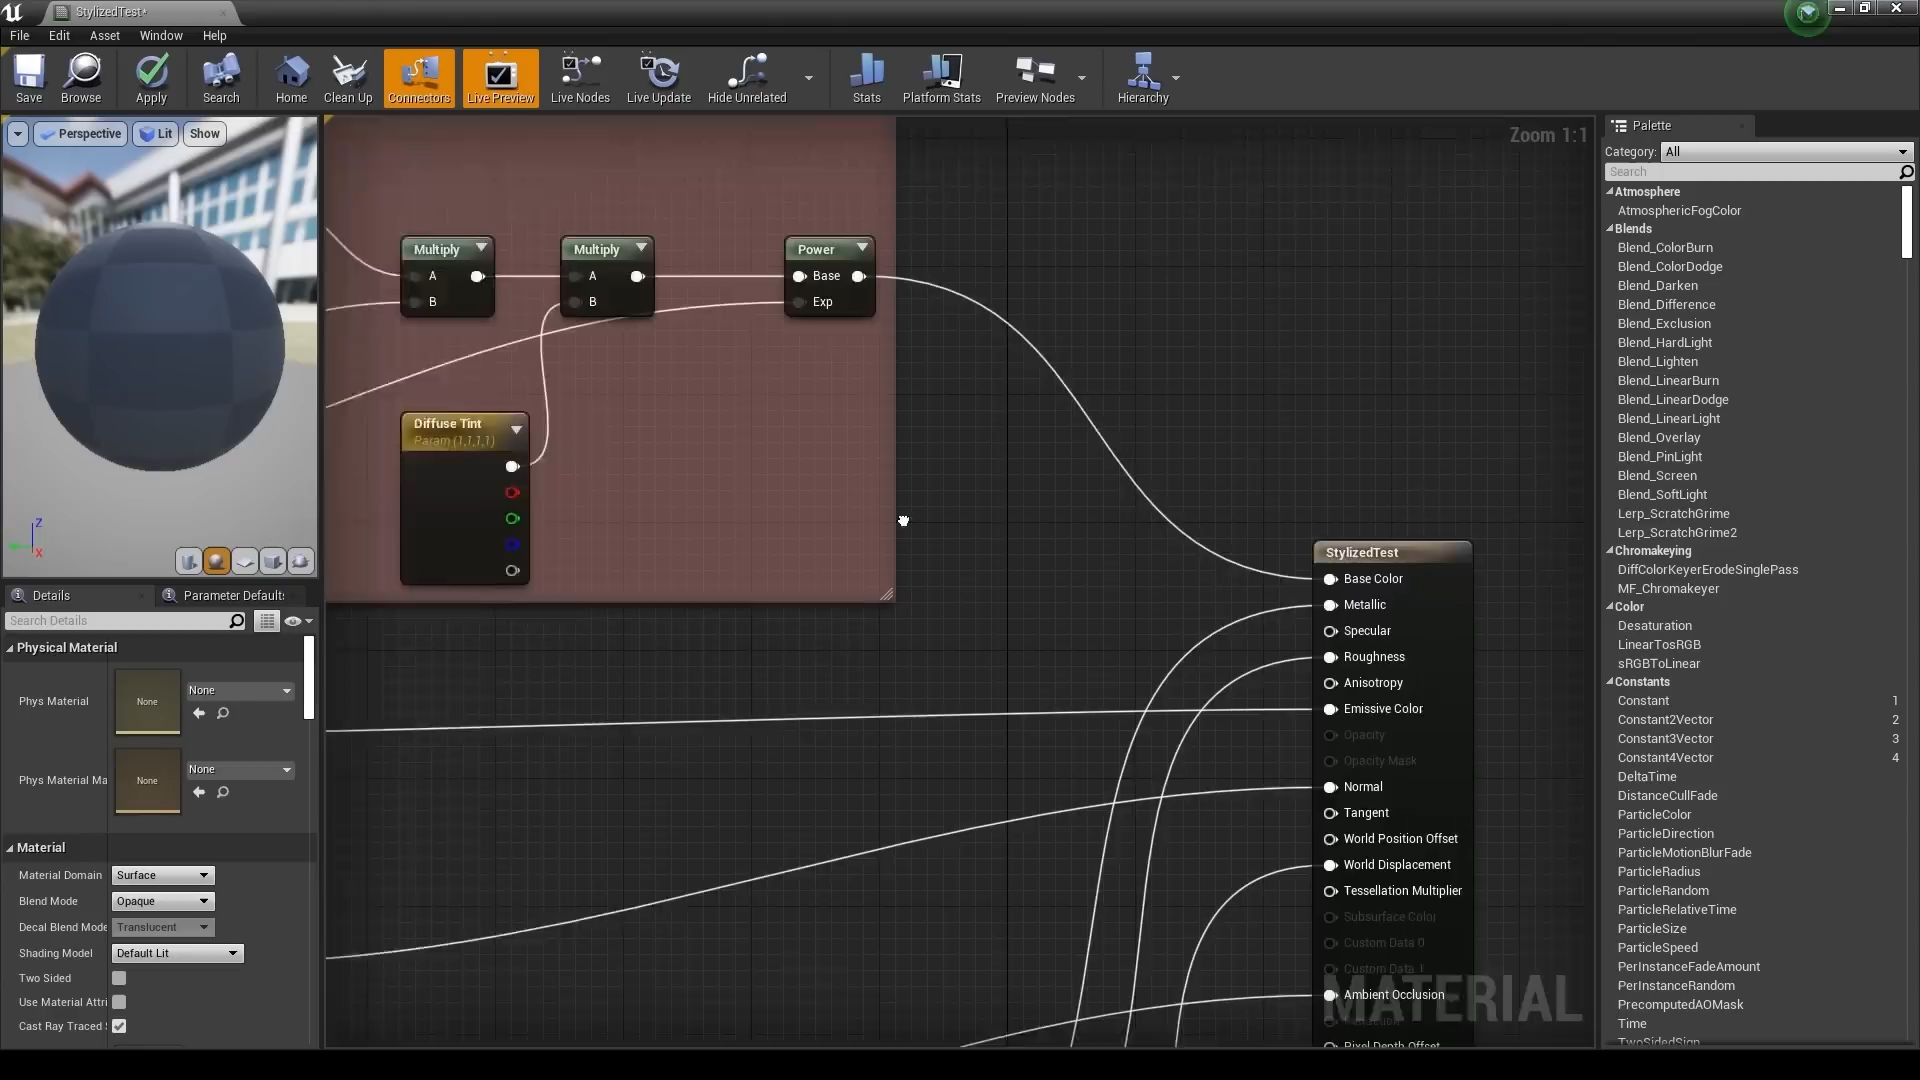 StylizedTest*
File Edit Asset Window Help
Save Browse Apply Search Home Clean Up Connectors Live Preview Live Nodes Live Update Hide Unrelated Stats Platform Stats Preview Nodes Hierarchy
Perspective Lit Show
Zoom 1:1
Multiply
A
B
Multiply
A
B
Power
Base
Exp
Diffuse Tint
Param (1,1,1,1)
Z
X
StylizedTest
Base Color
Metallic
Specular
Roughness
Anisotropy
Emissive Color
Opacity
Opacity Mask
Normal
Tangent
World Position Offset
World Displacement
Tessellation Multiplier
Subsurface Color
Custom Data 0
Custom Data 1
Ambient Occlusion
Pixel Depth Offset
MATERIAL
Details Parameter Defaults
Search Details
Physical Material
Phys Material None None
Phys Material Ma None None
Material
Material Domain Surface
Blend Mode Opaque
Decal Blend Mode Translucent
Shading Model Default Lit
Two Sided
Use Material Attri
Cast Ray Traced
Palette
Category: All
Search
Atmosphere
AtmosphericFogColor
Blends
Blend_ColorBurn
Blend_ColorDodge
Blend_Darken
Blend_Difference
Blend_Exclusion
Blend_HardLight
Blend_Lighten
Blend_LinearBurn
Blend_LinearDodge
Blend_LinearLight
Blend_Overlay
Blend_PinLight
Blend_Screen
Blend_SoftLight
Lerp_ScratchGrime
Lerp_ScratchGrime2
Chromakeying
DiffColorKeyerErodeSinglePass
MF_Chromakeyer
Color
Desaturation
LinearTosRGB
sRGBToLinear
Constants
Constant 1
Constant2Vector 2
Constant3Vector 3
Constant4Vector 4
DeltaTime
DistanceCullFade
ParticleColor
ParticleDirection
ParticleMotionBlurFade
ParticleRadius
ParticleRandom
ParticleRelativeTime
ParticleSize
ParticleSpeed
PerInstanceFadeAmount
PerInstanceRandom
PrecomputedAOMask
Time
TwoSidedSign